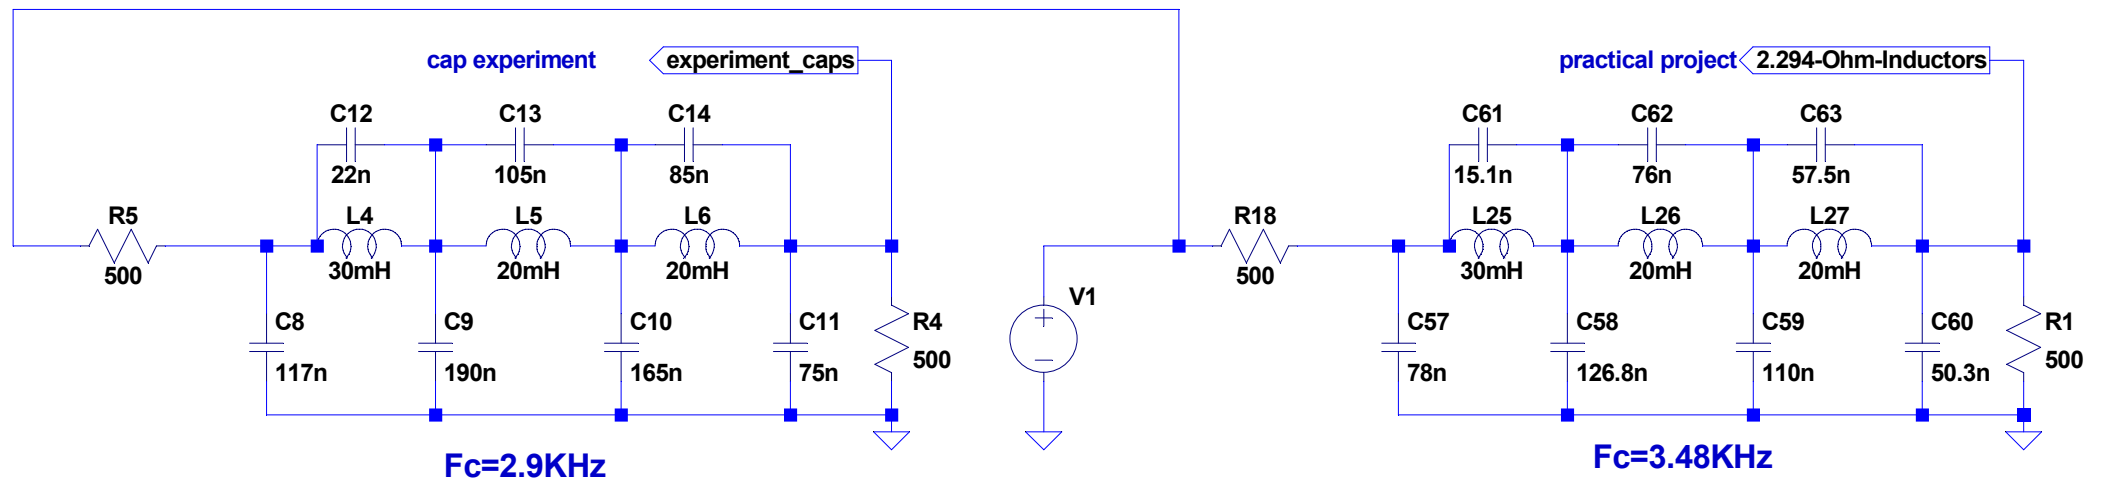 cap experiment
experiment_caps
practical project
2.294-Ohm-Inductors
C12
C13
C14
22n
105n
85n
C61
C62
C63
15.1n
76n
57.5n
R5
L4
L5
L6
500
30mH
20mH
20mH
R18
L25
L26
L27
500
30mH
20mH
20mH
V1
+
−
C8
C9
C10
C11
R4
117n
190n
165n
75n
500
C57
C58
C59
C60
R1
78n
126.8n
110n
50.3n
500
Fc=2.9KHz
Fc=3.48KHz